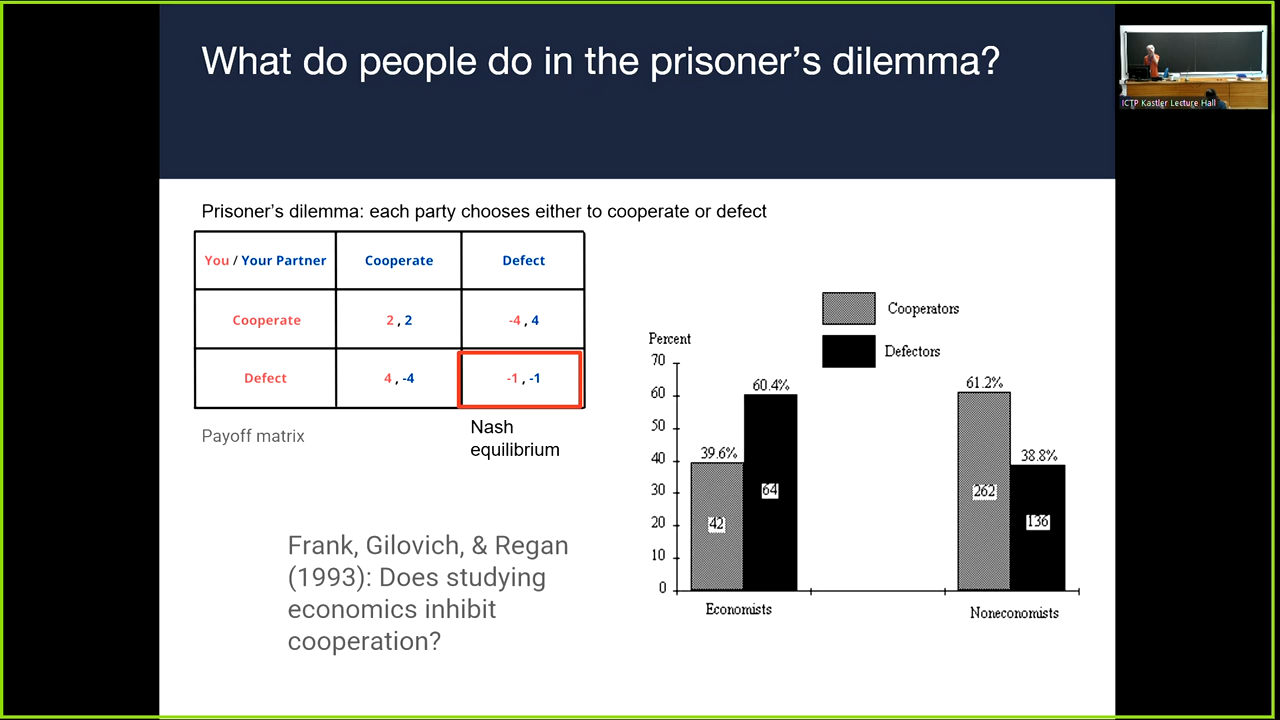 What do people do in the prisoner's dilemma?
ICTP Kastler Lecture Hall
Prisoner's dilemma: each party chooses either to cooperate or defect
You / Your Partner Cooperate Defect
Cooperate 2 , 2 -4 , 4
Defect 4 , -4 -1 , -1
Payoff matrix
Nash
equilibrium
Frank, Gilovich, & Regan
(1993): Does studying
economics inhibit
cooperation?
Cooperators
Defectors
Percent
70
60
50
40
30
20
10
0
39.6%
60.4%
61.2%
38.8%
42
64
262
136
Economists
Noneconomists